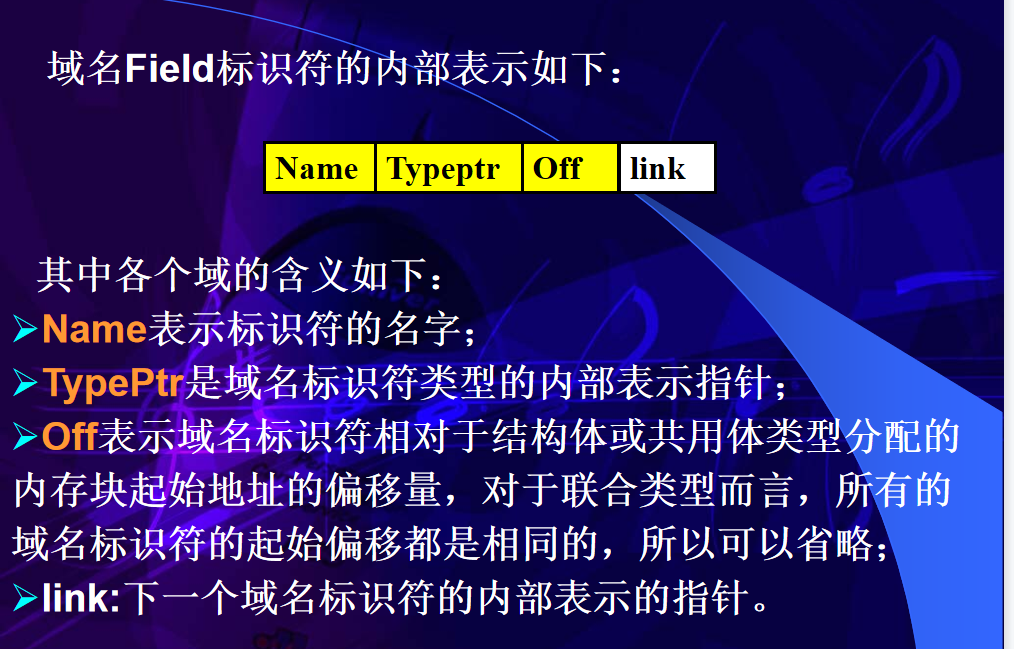 域名Field标识符的内部表示如下：
Name Typeptr Off link
其中各个域的含义如下：
➢Name表示标识符的名字；
➢TypePtr是域名标识符类型的内部表示指针；
➢Off表示域名标识符相对于结构体或共用体类型分配的
内存块起始地址的偏移量，对于联合类型而言，所有的
域名标识符的起始偏移都是相同的，所以可以省略；
➢link:下一个域名标识符的内部表示的指针。